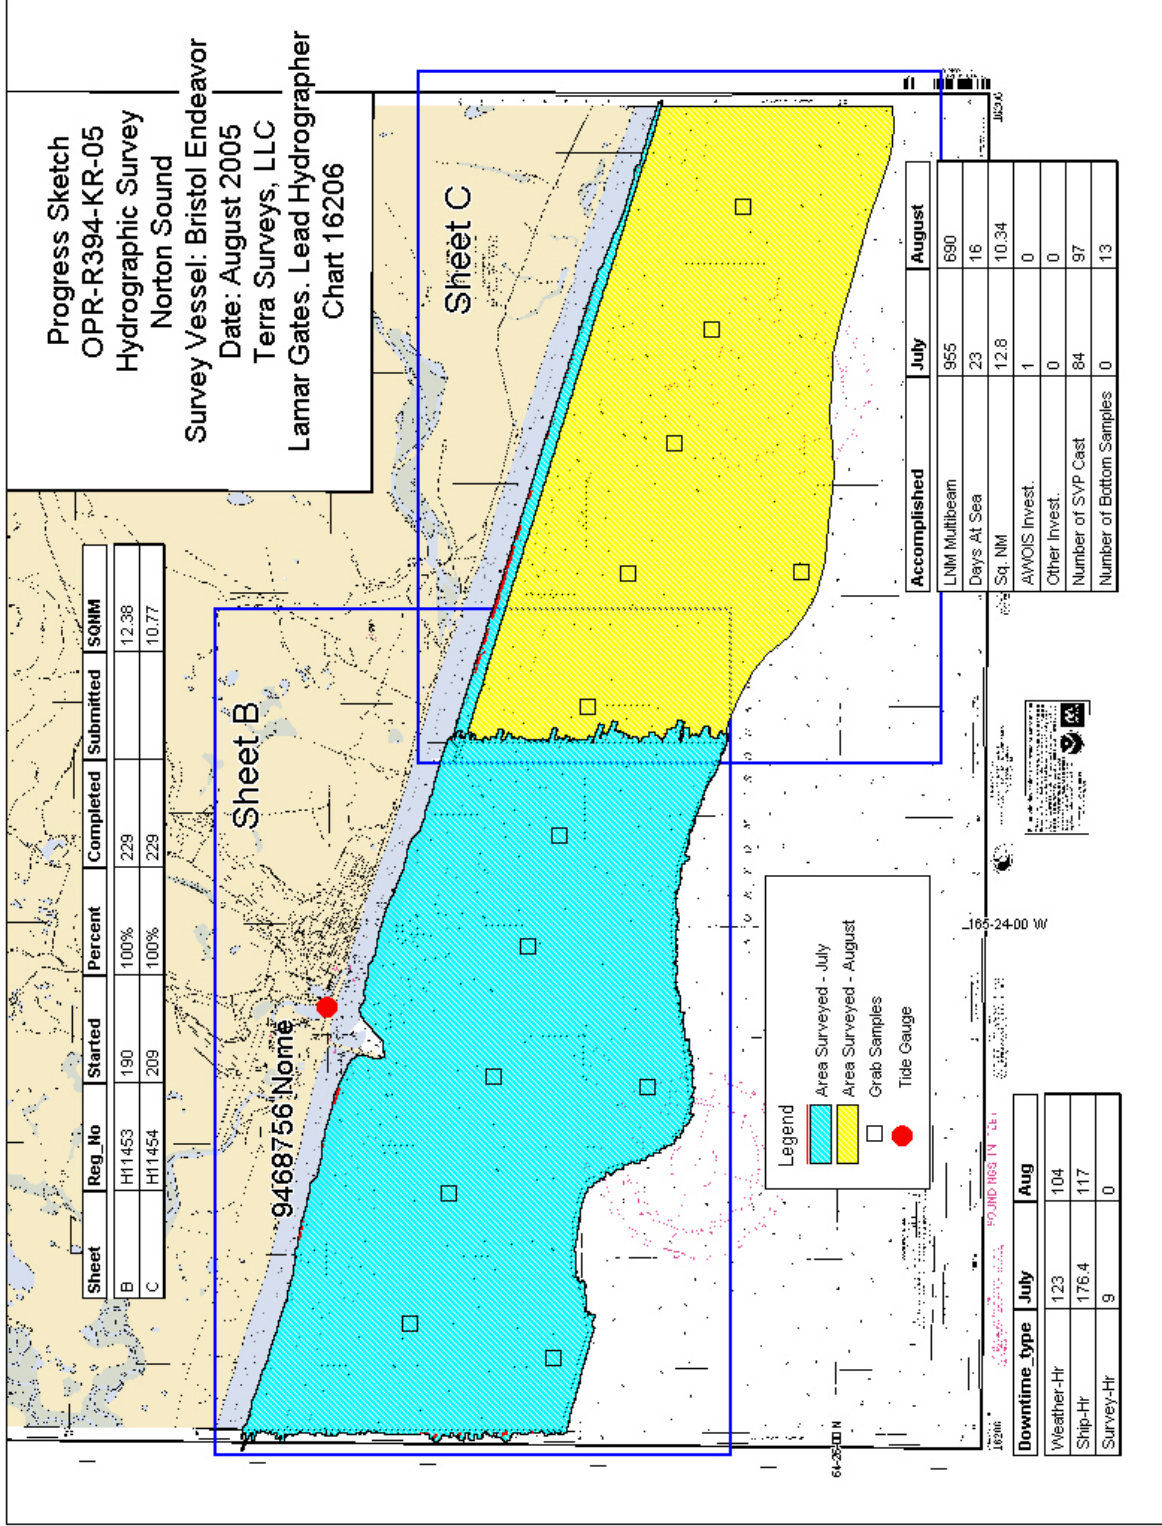 Progress Sketch
OPR-R394-KR-05
Hydrographic Survey
Norton Sound
Survey Vessel: Bristol Endeavor
Date: August 2005
Terra Surveys, LLC
Lamar Gates. Lead Hydrographer
Chart 16206
Sheet Reg_No Started Percent Completed Submitted SQNM
B H11453 190 100% 229 12.38
C H11454 209 100% 229 10.77
Sheet B
Sheet C
9468756 Nome
Legend
Area Surveyed - July
Area Surveyed - August
Grab Samples
Tide Gauge
165-24-00 W
64-26-00 N
Accomplished July August
LNM Multibeam 955 690
Days At Sea 23 16
Sq. NM 12.8 10.34
AWOIS Invest. 1 0
Other Invest. 0 0
Number of SVP Cast 84 97
Number of Bottom Samples 0 13
Downtime_type July Aug
Weather-Hr 123 104
Ship-Hr 176.4 117
Survey-Hr 9 0